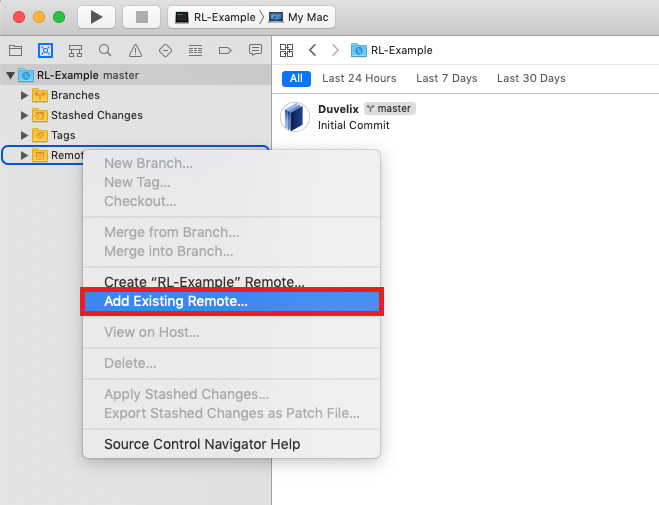 RL-Example
My Mac
RL-Example master
Branches
Stashed Changes
Tags
Remot
New Branch...
New Tag...
Checkout...
Merge from Branch...
Merge into Branch...
Create “RL-Example” Remote...
Add Existing Remote...
View on Host...
Delete...
Apply Stashed Changes...
Export Stashed Changes as Patch File...
Source Control Navigator Help
RL-Example
All Last 24 Hours Last 7 Days Last 30 Days
Duvelix master
Initial Commit